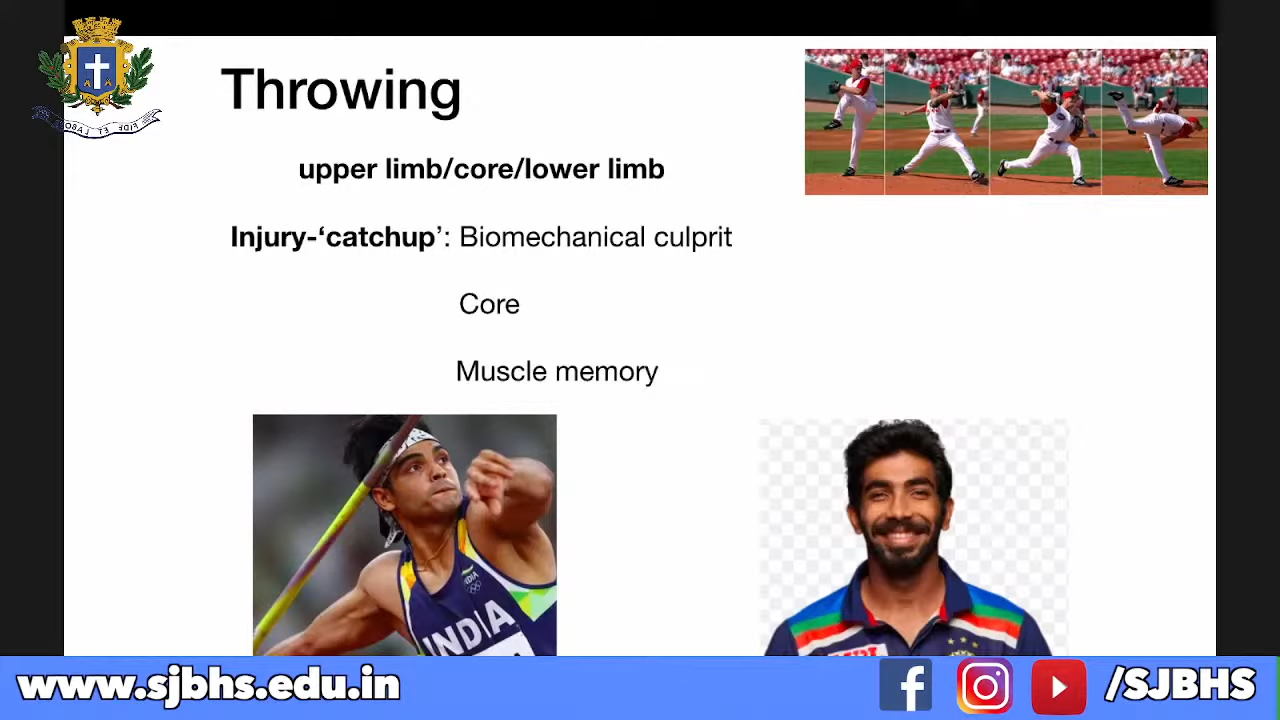 Throwing
upper limb/core/lower limb
Injury-‘catchup’: Biomechanical culprit
Core
Muscle memory
INDIA
INDIA
www.sjbhs.edu.in
/SJBHS